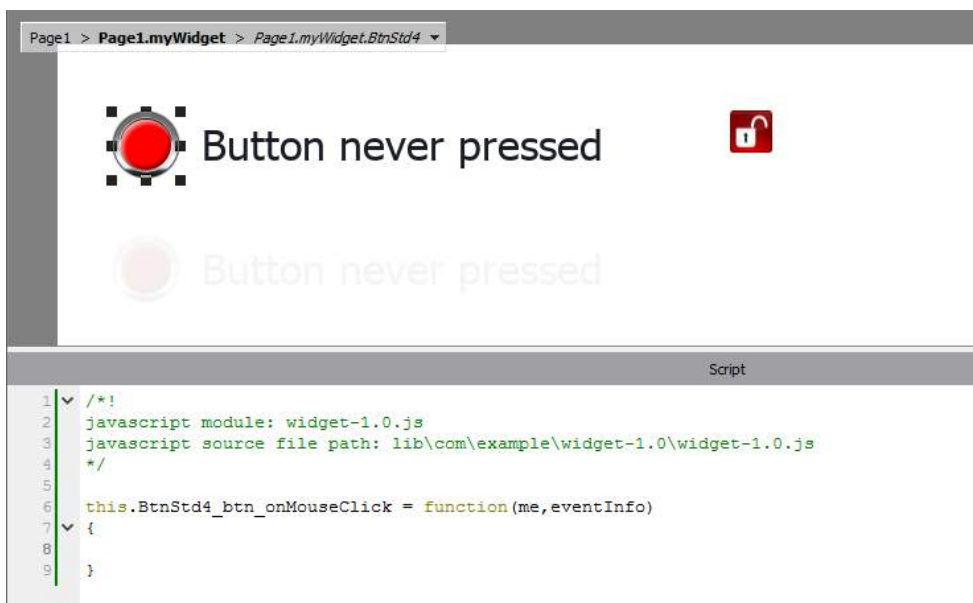 Page1 > Page1.myWidget > Page1.myWidget.BtnStd4
Button never pressed
Button never pressed
Script
1 /*!
2 javascript module: widget-1.0.js
3 javascript source file path: lib\com\example\widget-1.0\widget-1.0.js
4 */
5
6 this.BtnStd4_btn_onMouseClick = function(me,eventInfo)
7 {
8
9 }